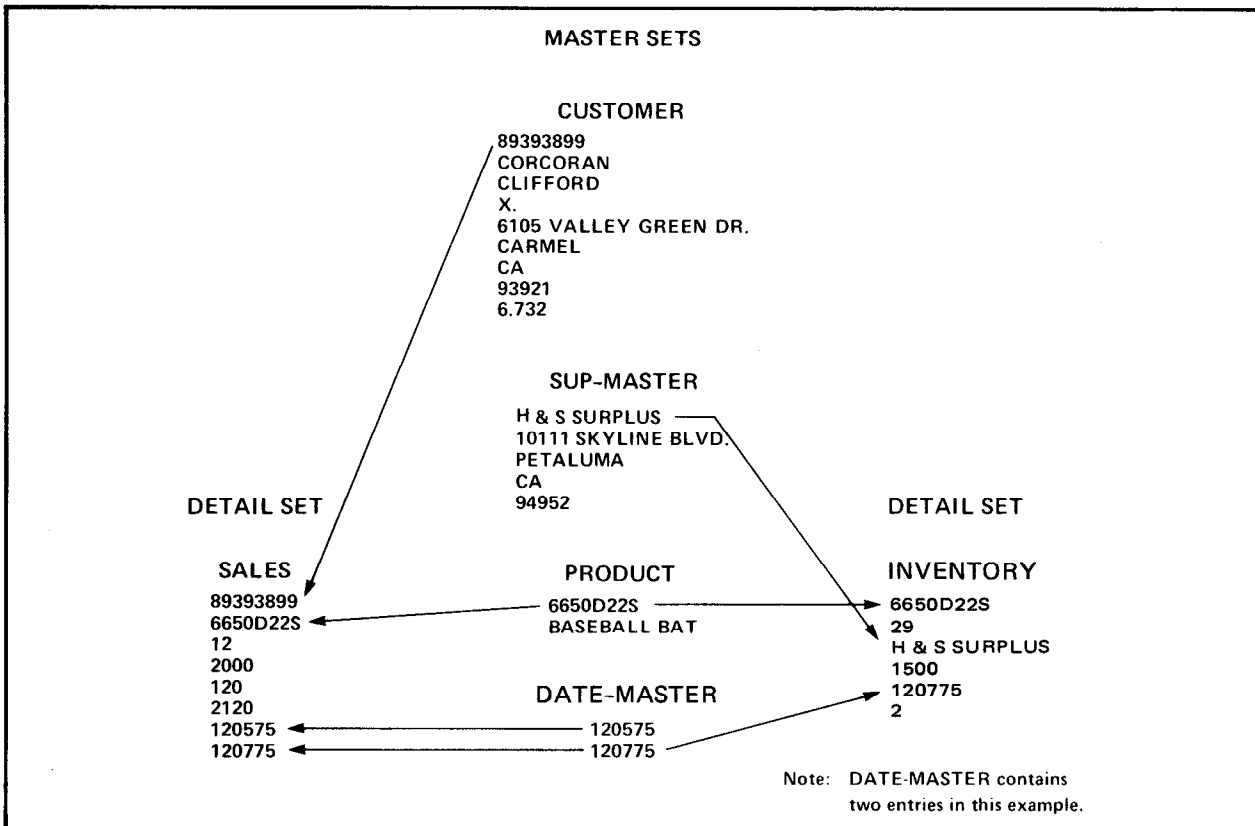 MASTER SETS
CUSTOMER
89393899
CORCORAN
CLIFFORD
X.
6105 VALLEY GREEN DR.
CARMEL
CA
93921
6.732
SUP-MASTER
H & S SURPLUS
10111 SKYLINE BLVD.
PETALUMA
CA
94952
DETAIL SET
SALES
89393899
6650D22S
12
2000
120
2120
120575
120775
PRODUCT
6650D22S
BASEBALL BAT
DATE-MASTER
120575
120775
DETAIL SET
INVENTORY
6650D22S
29
H & S SURPLUS
1500
120775
2
Note: DATE-MASTER contains
two entries in this example.